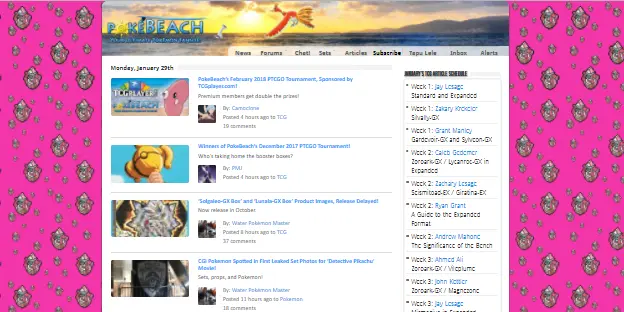 POKÉBEACH
News Forums Chat! Sets Articles Subscribe Tapu Lele Inbox Alerts
Monday, January 29th
PokeBeach's February 2018 PTCGO Tournament, Sponsored by
TCGplayer.com!
Premium members get double the prizes!
By: Camoclone
Posted 4 hours ago to TCG
19 comments
TCGPLAYER
POKÉBEACH
Winners of PokeBeach's December 2017 PTCGO Tournament!
Who's taking home the booster boxes?
By: PMJ
Posted 4 hours ago to TCG
'Solgaleo-GX Box' and 'Lunala-GX Box' Product Images, Release Delayed!
Now release in October.
By: Water Pokémon Master
Posted 8 hours ago to TCG
37 comments
CGI Pokemon Spotted in First Leaked Set Photos for 'Detective Pikachu'
Movie!
Sets, props, and Pokemon!
By: Water Pokémon Master
Posted 11 hours ago to Pokemon
18 comments
JANUARY'S TCG ARTICLE SCHEDULE
Week 1: Jay Lesage
Standard and Expanded
Week 1: Zakary Krekeler
Silvally-GX
Week 1: Grant Manley
Gardevoir-GX and Sylveon-GX
Week 2: Caleb Gedemer
Zoroark-GX / Lycanroc-GX in
Expanded
Week 2: Zachary Lesage
Seismitoad-EX / Giratina-EX
Week 2: Ryan Grant
A Guide to the Expanded
Format
Week 2: Andrew Mahone
The Significance of the Bench
Week 3: Ahmed Ali
Zoroark-GX / Vileplume
Week 3: John Kettler
Zoroark-GX / Magnezone
Week 3: Jay Lesage
in Expanded